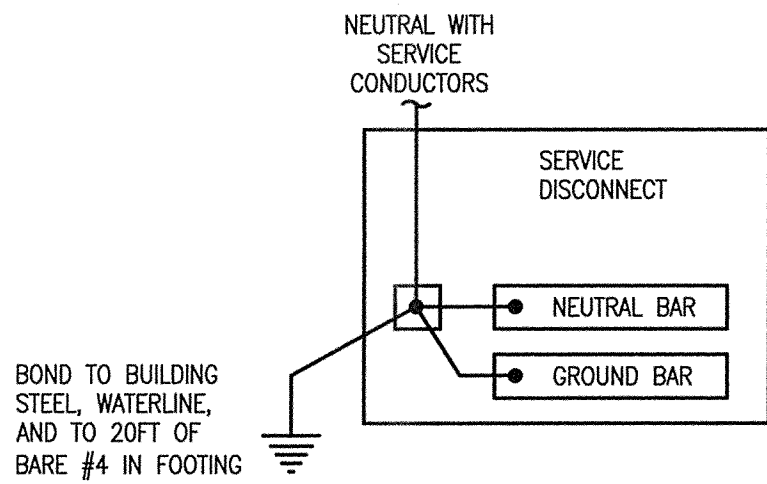 NEUTRAL WITH
SERVICE
CONDUCTORS
SERVICE
DISCONNECT
NEUTRAL BAR
GROUND BAR
BOND TO BUILDING
STEEL, WATERLINE,
AND TO 20FT OF
BARE #4 IN FOOTING